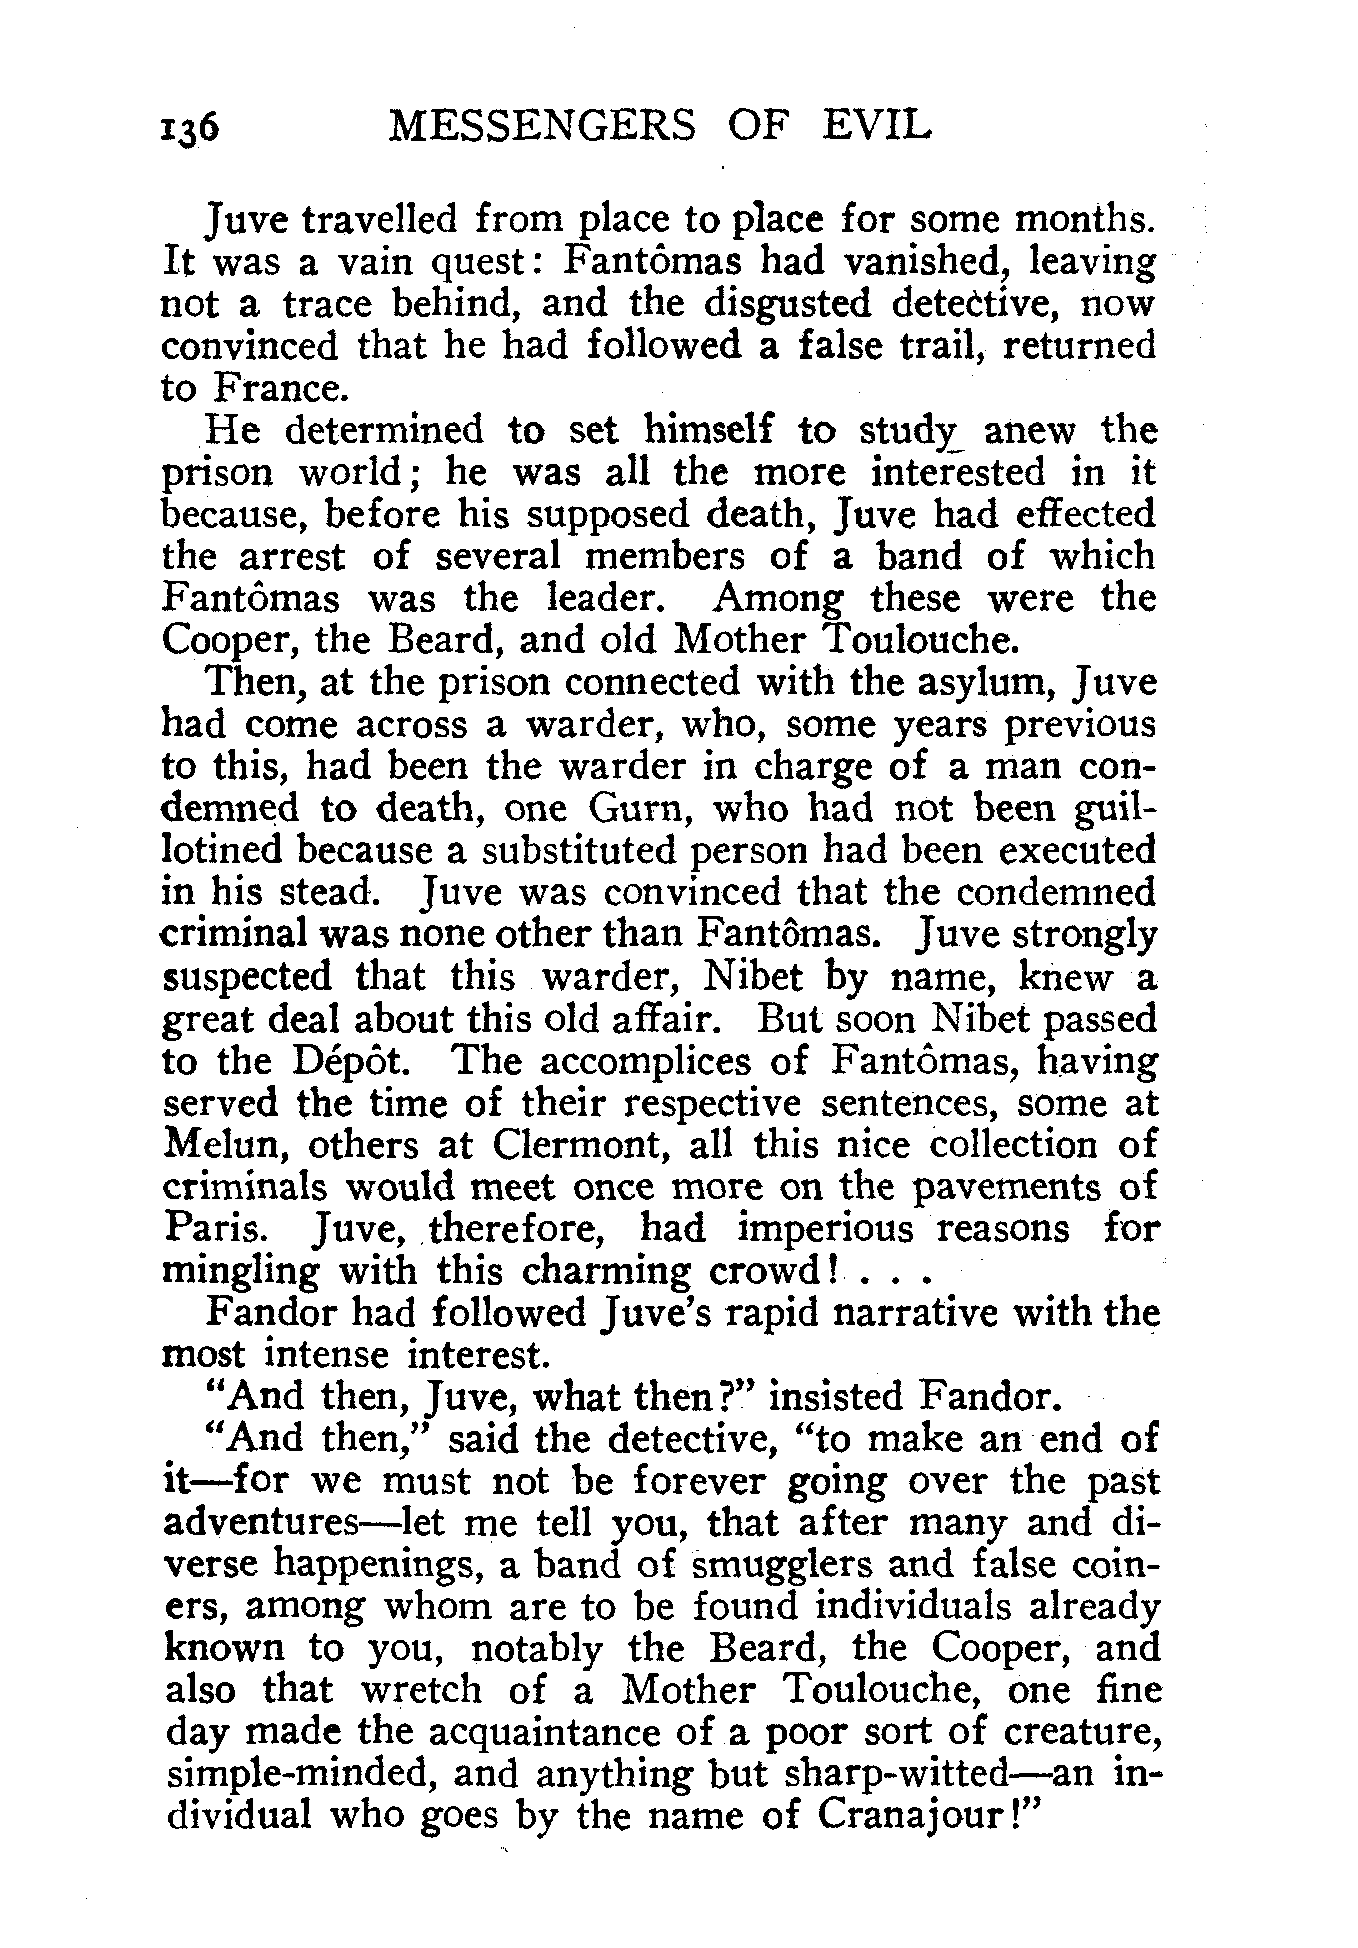 136 MESSENGERS OF EVIL
Juve travelled from place to place for some months.
It was a vain quest: Fantômas had vanished, leaving
not a trace behind, and the disgusted detective, now
convinced that he had followed a false trail, returned
to France.
He determined to set himself to study anew the
prison world; he was all the more interested in it
because, before his supposed death, Juve had effected
the arrest of several members of a band of which
Fantômas was the leader. Among these were the
Cooper, the Beard, and old Mother Toulouche.
Then, at the prison connected with the asylum, Juve
had come across a warder, who, some years previous
to this, had been the warder in charge of a man con-
demned to death, one Gurn, who had not been guil-
lotined because a substituted person had been executed
in his stead. Juve was convinced that the condemned
criminal was none other than Fantômas. Juve strongly
suspected that this warder, Nibet by name, knew a
great deal about this old affair. But soon Nibet passed
to the Dépôt. The accomplices of Fantômas, having
served the time of their respective sentences, some at
Melun, others at Clermont, all this nice collection of
criminals would meet once more on the pavements of
Paris. Juve, therefore, had imperious reasons for
mingling with this charming crowd! . . .
Fandor had followed Juve's rapid narrative with the
most intense interest.
"And then, Juve, what then?" insisted Fandor.
"And then," said the detective, "to make an end of
it—for we must not be forever going over the past
adventures—let me tell you, that after many and di-
verse happenings, a band of smugglers and false coin-
ers, among whom are to be found individuals already
known to you, notably the Beard, the Cooper, and
also that wretch of a Mother Toulouche, one fine
day made the acquaintance of a poor sort of creature,
simple-minded, and anything but sharp-witted—an in-
dividual who goes by the name of Cranajour!"